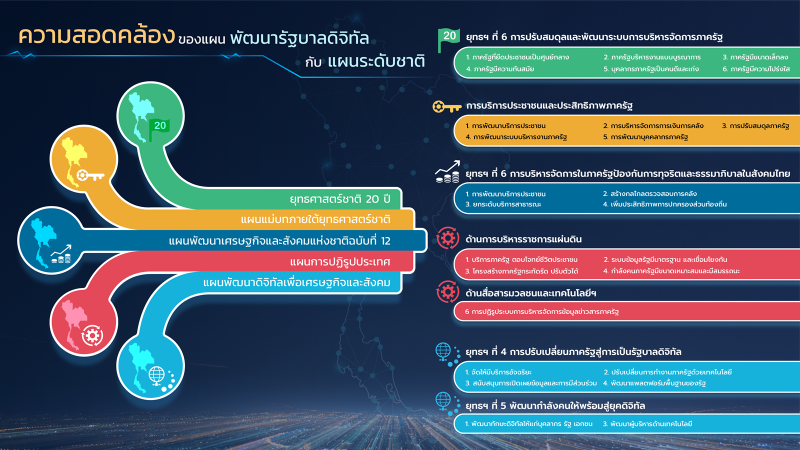 ความสอดคล้อง ของแผน พัฒนารัฐบาลดิจิทัล
กับ แผนระดับชาติ
20
ยุทธศาสตร์ชาติ 20 ปี
แผนแม่บทภายใต้ยุทธศาสตร์ชาติ
แผนพัฒนาเศรษฐกิจและสังคมแห่งชาติฉบับที่ 12
แผนการปฏิรูปประเทศ
แผนพัฒนาดิจิทัลเพื่อเศรษฐกิจและสังคม
20
ยุทธฯ ที่ 6 การปรับสมดุลและพัฒนาระบบการบริหารจัดการภาครัฐ
1. ภาครัฐที่ยึดประชาชนเป็นศูนย์กลาง 2. ภาครัฐบริหารงานแบบบูรณาการ 3. ภาครัฐมีขนาดเล็กลง
4. ภาครัฐมีความทันสมัย 5. บุคลากรภาครัฐเป็นคนดีและเก่ง 6. ภาครัฐมีความโปร่งใส
การบริการประชาชนและประสิทธิภาพภาครัฐ
1. การพัฒนาบริการประชาชน 2. การบริหารจัดการการเงินการคลัง 3. การปรับสมดุลภาครัฐ
4. การพัฒนาระบบบริหารงานภาครัฐ 5. การพัฒนาบุคคลกรภาครัฐ
ยุทธฯ ที่ 6 การบริหารจัดการในภาครัฐป้องกันการทุจริตและธรรมาภิบาลในสังคมไทย
1. การพัฒนาบริการประชาชน 2. สร้างกลไกตรวจสอบการคลัง
3. ยกระดับบริการสาธารณะ 4. เพิ่มประสิทธิภาพการปกครองส่วนท้องถิ่น
ด้านการบริหารราชการแผ่นดิน
1. บริการภาครัฐ ตอบโจทย์ชีวิตประชาชน 2. ระบบข้อมูลรัฐมีมาตรฐาน และเชื่อมโยงกัน
3. โครงสร้างภาครัฐกระทัดรัด ปรับตัวได้ 4. กำลังคนภาครัฐมีขนาดเหมาะสมและมีสมรรถนะ
ด้านสื่อสารมวลชนและเทคโนโลยีฯ
6 การปฏิรูประบบการบริหารจัดการข้อมูลข่าวสารภาครัฐ
ยุทธฯ ที่ 4 การปรับเปลี่ยนภาครัฐสู่การเป็นรัฐบาลดิจิทัล
1. จัดให้มีบริการอัจฉริยะ 2. ปรับเปลี่ยนการทำงานภาครัฐด้วยเทคโนโลยี
3. สนับสนุนการเปิดเผยข้อมูลและการมีส่วนร่วม 4. พัฒนาแพลตฟอร์มพื้นฐานของรัฐ
ยุทธฯ ที่ 5 พัฒนากำลังคนให้พร้อมสู่ยุคดิจิทัล
1. พัฒนาทักษะดิจิทัลให้แก่บุคลากร รัฐ เอกชน 3. พัฒนาผู้บริหารด้านเทคโนโลยี